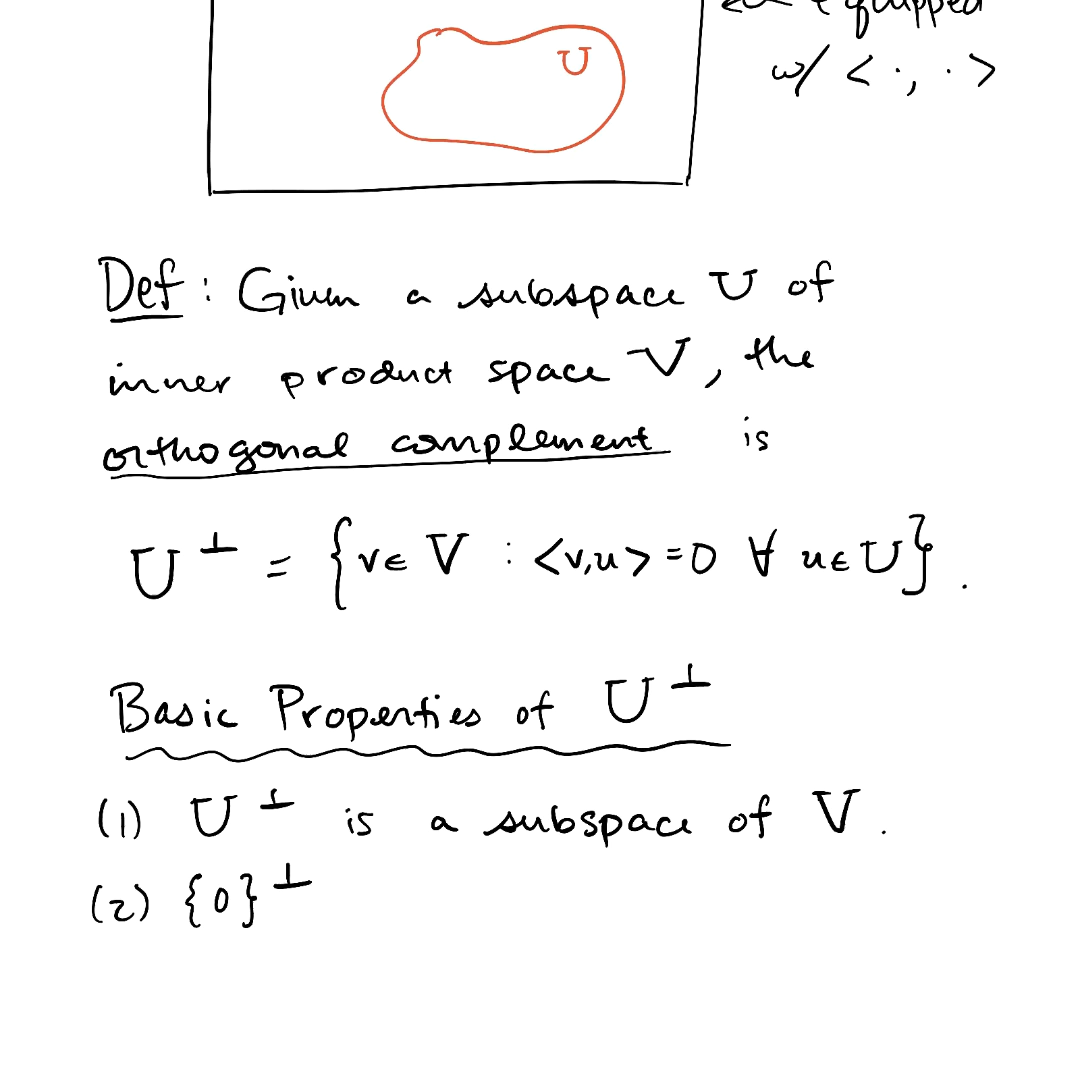 equipped
U
w/ < ·, · >
Def : Given a subspace U of
inner product space V, the
orthogonal complement is
U⊥ = {v∈ V : <v,u> = 0 ∀ u∈ U} .
Basic Properties of U⊥
(1) U⊥ is a subspace of V .
(2) {0}⊥